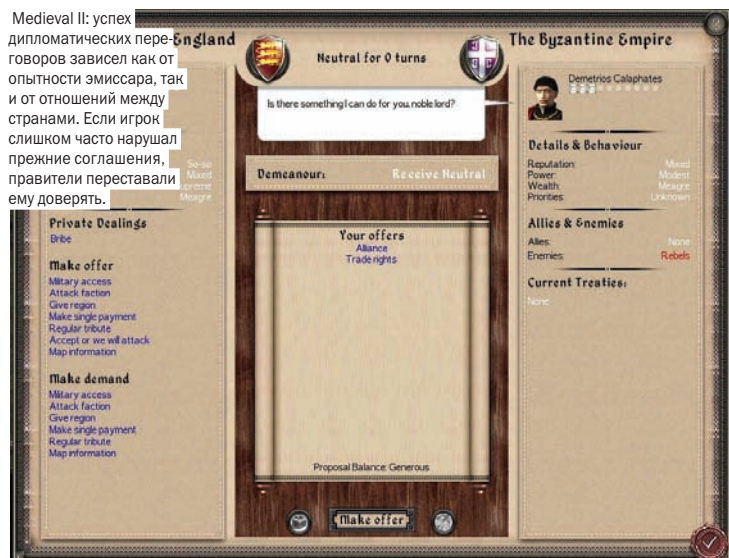 Medieval II: успех
дипломатических пере-
говоров зависел как от
опытности эмиссара, так
и от отношений между
странами. Если игрок
слишком часто нарушал
прежние соглашения,
правители переставали
ему доверять.
England
So-so
Mixed
Supreme
Meagre
Private Dealings
Bribe
Make offer
Military access
Attack faction
Give region
Make single payment
Regular tribute
Accept or we will attack
Map information
Make demand
Military access
Attack faction
Give region
Make single payment
Regular tribute
Map information
Neutral for 0 turns
Is there something I can do for you, noble lord?
Demeanour: Receive Neutral
Your offers
Alliance
Trade rights
Proposal Balance: Generous
Make offer
The Byzantine Empire
Demetrios Calaphates
Details & Behaviour
Reputation: Mixed
Power: Modest
Wealth: Meagre
Priorities: Unknown
Allies & Enemies
Allies: None
Enemies: Rebels
Current Treaties:
None